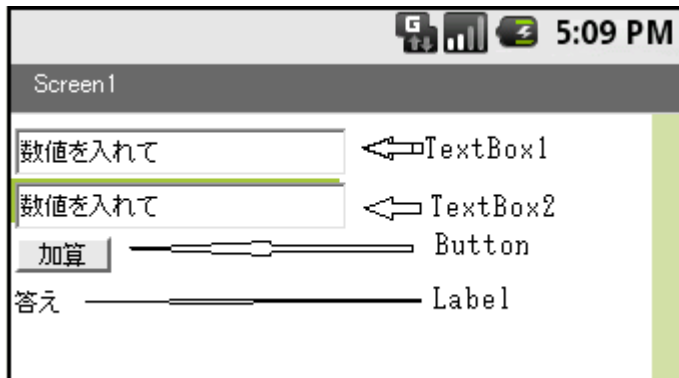 G 5:09 PM
Screen1
数値を入れて TextBox1
数値を入れて TextBox2
加算 Button
答え Label